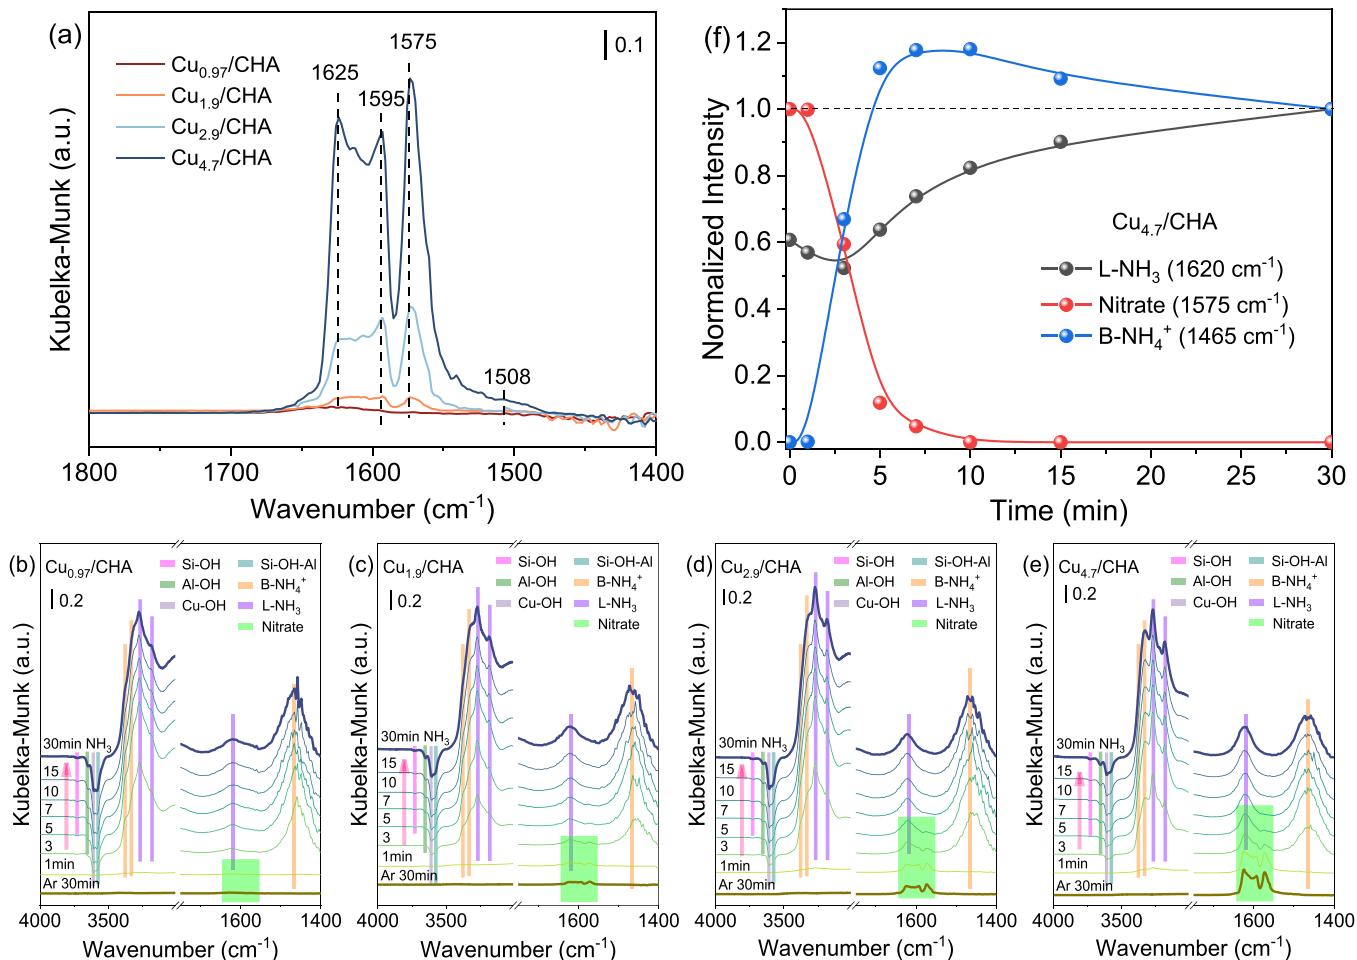 (a)
Cu0.97/CHA
Cu1.9/CHA
Cu2.9/CHA
Cu4.7/CHA
1625
1595
1575
1508
0.1
Kubelka-Munk (a.u.)
1800 1700 1600 1500 1400
Wavenumber (cm-1)
(f)
1.2
1.0
0.8
0.6
0.4
0.2
0.0
Normalized Intensity
Cu4.7/CHA
L-NH3 (1620 cm-1)
Nitrate (1575 cm-1)
B-NH4+ (1465 cm-1)
0 5 10 15 20 25 30
Time (min)
(b)
Cu0.97/CHA
0.2
Si-OH Si-OH-Al
Al-OH B-NH4+
Cu-OH L-NH3
Nitrate
Kubelka-Munk (a.u.)
30min NH3
15
10
7
5
3
1min
Ar 30min
4000 3500 1600 1400
Wavenumber (cm-1)
(c)
Cu1.9/CHA
0.2
Si-OH Si-OH-Al
Al-OH B-NH4+
Cu-OH L-NH3
Nitrate
Kubelka-Munk (a.u.)
30min NH3
15
10
7
5
3
1min
Ar 30min
4000 3500 1600 1400
Wavenumber (cm-1)
(d)
Cu2.9/CHA
0.2
Si-OH Si-OH-Al
Al-OH B-NH4+
Cu-OH L-NH3
Nitrate
Kubelka-Munk (a.u.)
30min NH3
15
10
7
5
3
1min
Ar 30min
4000 3500 1600 1400
Wavenumber (cm-1)
(e)
Cu4.7/CHA
0.2
Si-OH Si-OH-Al
Al-OH B-NH4+
Cu-OH L-NH3
Nitrate
Kubelka-Munk (a.u.)
30min NH3
15
10
7
5
3
1min
Ar 30min
4000 3500 1600 1400
Wavenumber (cm-1)